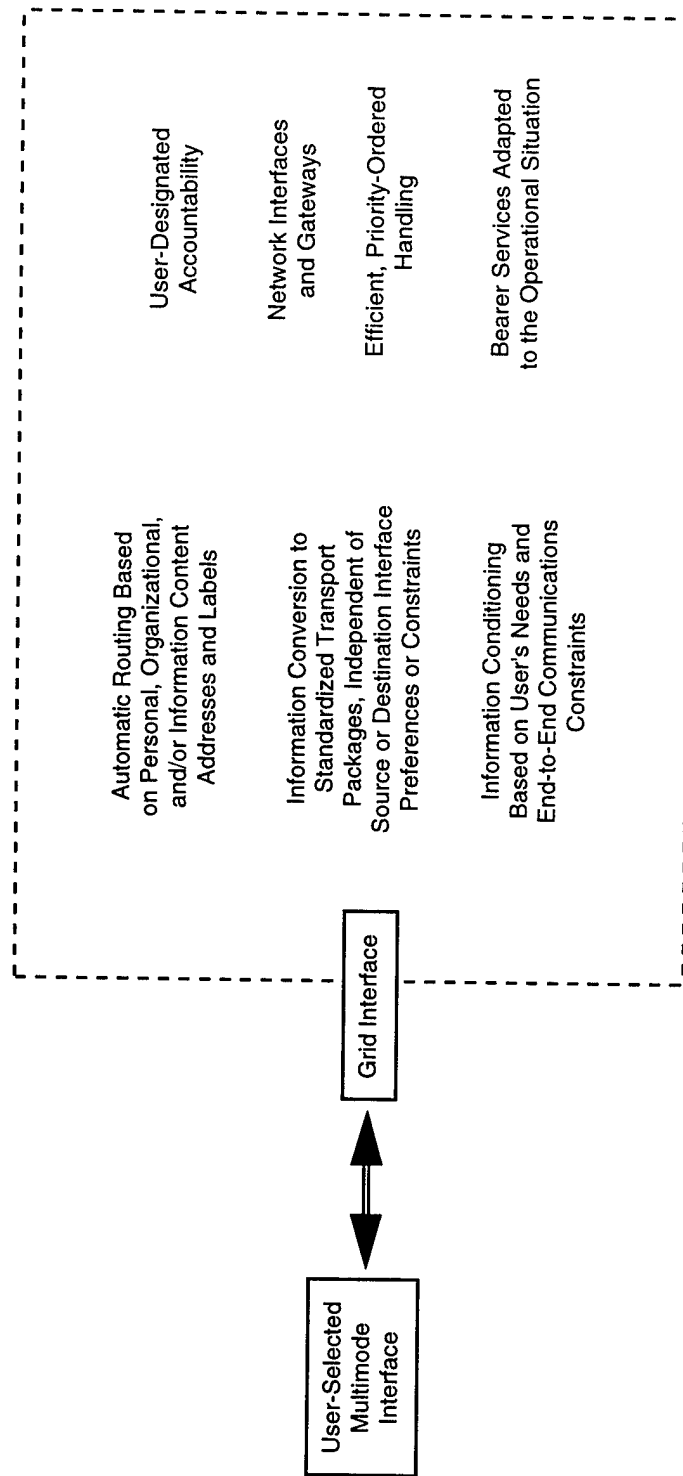 User-Selected
Multimode
Interface
Grid Interface
Automatic Routing Based
on Personal, Organizational,
and/or Information Content
Addresses and Labels
Information Conversion to
Standardized Transport
Packages, Independent of
Source or Destination Interface
Preferences or Constraints
Information Conditioning
Based on User's Needs and
End-to-End Communications
Constraints
User-Designated
Accountability
Network Interfaces
and Gateways
Efficient, Priority-Ordered
Handling
Bearer Services Adapted
to the Operational Situation